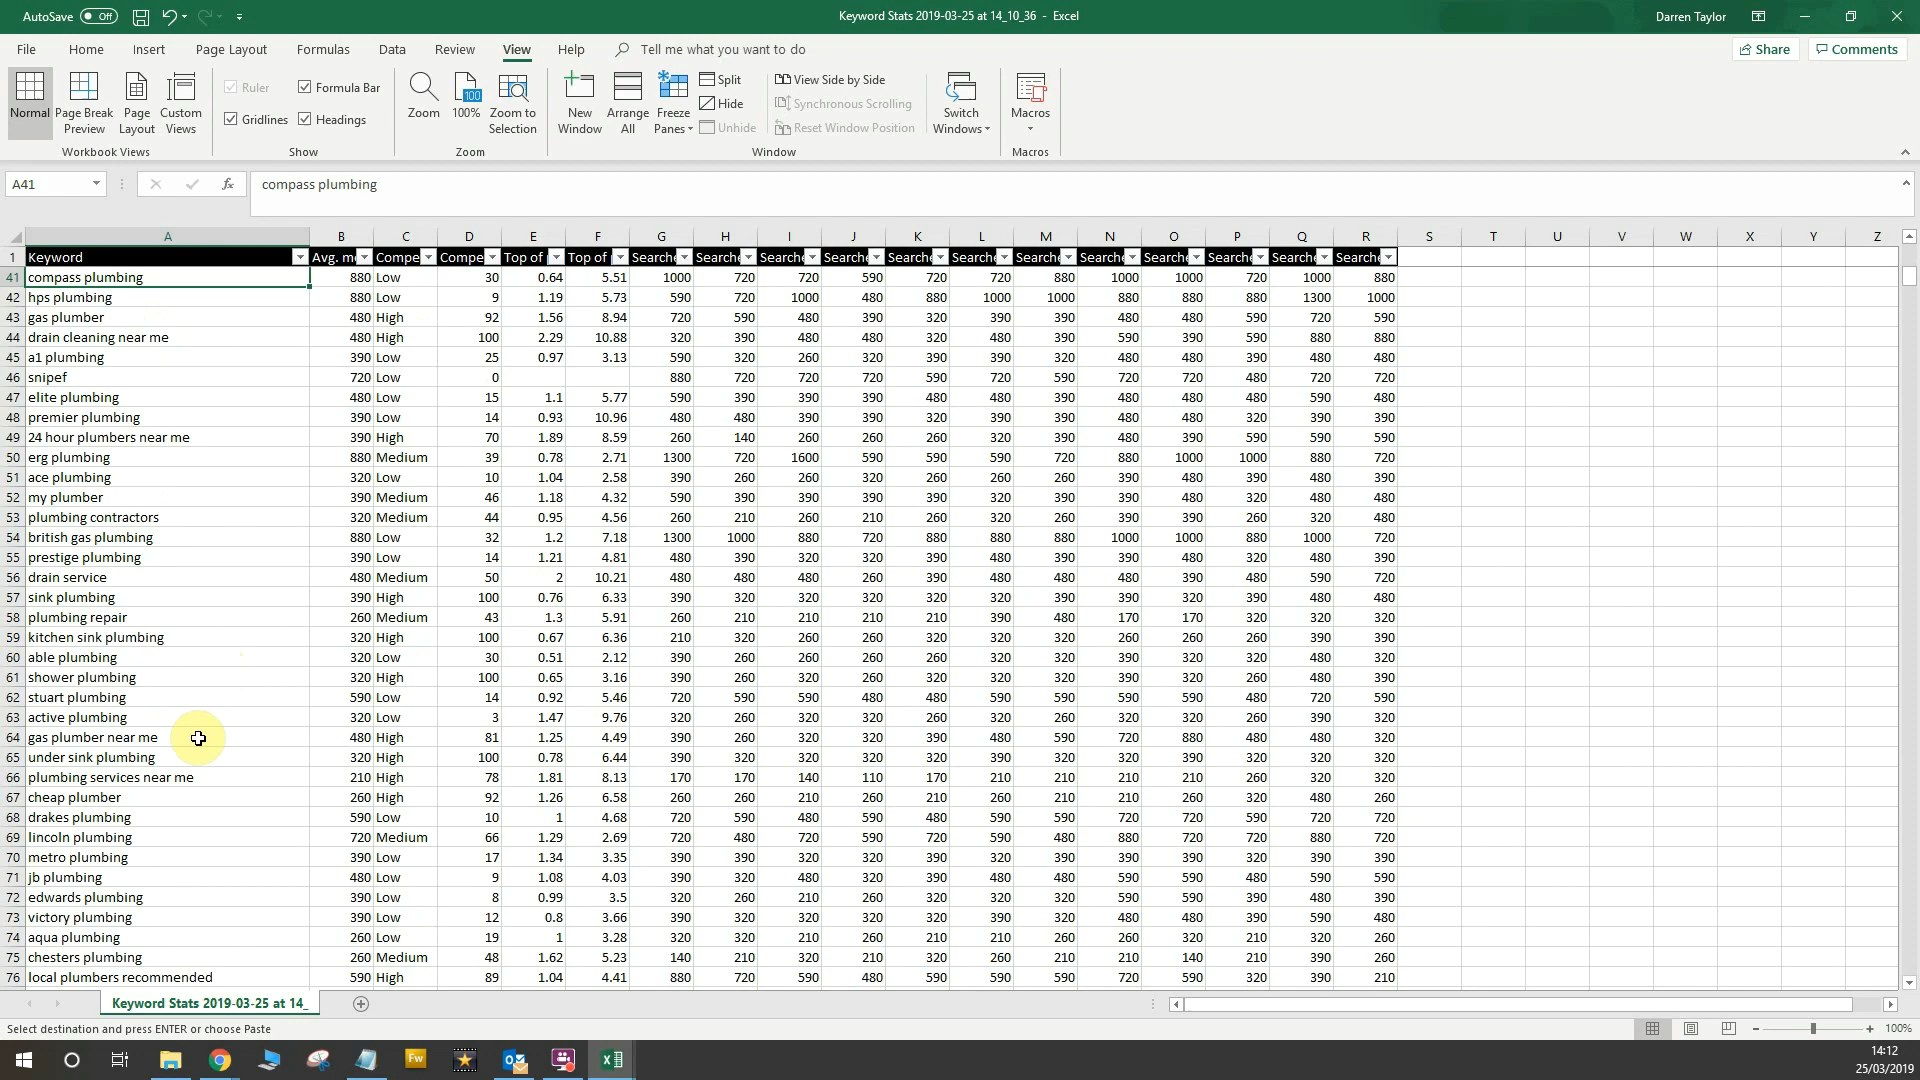 AutoSave Off Keyword Stats 2019-03-25 at 14_10_36 - Excel Darren Taylor
File Home Insert Page Layout Formulas Data Review View Help Tell me what you want to do Share Comments
Normal Page Break Preview Page Layout Custom Views Ruler Formula Bar Gridlines Headings Zoom 100 100% Zoom to Selection New Window Arrange All Freeze Panes Split Hide Unhide View Side by Side Synchronous Scrolling Reset Window Position Switch Windows Macros
Workbook Views Show Zoom Window Macros
A41 fx compass plumbing
A B C D E F G H I J K L M N O P Q R S T U V W X Y Z
1 Keyword Avg. m Compe Compe Top of Top of Searche Searche Searche Searche Searche Searche Searche Searche Searche Searche Searche Searche
41 compass plumbing 880 Low 30 0.64 5.51 1000 720 720 590 720 720 880 1000 1000 720 1000 880
42 hps plumbing 880 Low 9 1.19 5.73 590 720 1000 480 880 1000 1000 880 880 880 1300 1000
43 gas plumber 480 High 92 1.56 8.94 720 590 480 390 320 390 390 480 480 590 720 590
44 drain cleaning near me 480 High 100 2.29 10.88 320 390 480 480 320 480 390 590 390 590 880 880
45 a1 plumbing 390 Low 25 0.97 3.13 590 320 260 320 390 390 320 480 480 390 480 480
46 snipef 720 Low 0 880 720 720 720 590 720 590 720 720 480 720 720
47 elite plumbing 480 Low 15 1.1 5.77 590 390 390 390 480 480 390 480 480 480 590 480
48 premier plumbing 390 Low 14 0.93 10.96 480 480 390 320 390 390 390 480 480 320 390 390
49 24 hour plumbers near me 390 High 70 1.89 8.59 260 140 260 260 260 320 390 480 390 590 590 590
50 erg plumbing 880 Medium 39 0.78 2.71 1300 720 1600 590 590 590 720 880 1000 1000 880 720
51 ace plumbing 320 Low 10 1.04 2.58 390 260 260 320 260 260 260 390 480 390 480 390
52 my plumber 390 Medium 46 1.18 4.32 590 390 390 390 390 390 320 390 480 320 480 480
53 plumbing contractors 320 Medium 44 0.95 4.56 260 210 260 210 260 320 260 390 390 260 320 480
54 british gas plumbing 880 Low 32 1.2 7.18 1300 1000 880 720 880 880 880 1000 1000 880 1000 720
55 prestige plumbing 390 Low 14 1.21 4.81 480 390 320 320 390 480 390 390 480 320 480 390
56 drain service 480 Medium 50 2 10.21 480 480 480 260 390 480 480 480 390 480 590 720
57 sink plumbing 390 High 100 0.76 6.33 390 320 320 320 320 390 390 390 320 390 480 480
58 plumbing repair 260 Medium 43 1.3 5.91 260 210 210 210 210 390 480 170 170 320 320 320
59 kitchen sink plumbing 320 High 100 0.67 6.36 210 320 260 260 320 320 320 260 260 260 390 390
60 able plumbing 320 Low 30 0.51 2.12 390 260 260 260 260 320 320 390 320 320 480 320
61 shower plumbing 320 High 100 0.65 3.16 390 260 320 260 320 320 260 390 320 260 480 390
62 stuart plumbing 590 Low 14 0.92 5.46 720 590 590 480 480 590 590 590 590 480 720 590
63 active plumbing 320 Low 3 1.47 9.76 320 260 320 320 260 320 260 320 320 260 390 320
64 gas plumber near me 480 High 81 1.25 4.49 390 260 320 320 390 480 590 720 880 480 480 320
65 under sink plumbing 320 High 100 0.78 6.44 390 320 320 320 320 390 320 320 320 260 320 320
66 plumbing services near me 210 High 78 1.81 8.13 170 170 140 110 170 210 210 210 210 260 320 320
67 cheap plumber 260 High 92 1.26 6.58 260 260 210 260 210 260 210 210 260 320 480 260
68 drakes plumbing 590 Low 10 1 4.68 720 590 480 590 480 590 590 720 720 590 720 720
69 lincoln plumbing 720 Medium 66 1.29 2.69 720 480 720 590 720 590 480 880 720 720 880 720
70 metro plumbing 390 Low 17 1.34 3.35 390 390 320 320 390 320 320 390 390 320 390 390
71 jb plumbing 480 Low 9 1.08 4.03 390 320 480 320 390 480 480 590 590 480 590 590
72 edwards plumbing 390 Low 8 0.99 3.5 320 260 210 260 320 320 320 590 590 390 480 390
73 victory plumbing 390 Low 12 0.8 3.66 390 320 320 320 320 390 320 480 480 390 590 480
74 aqua plumbing 260 Low 19 1 3.28 320 320 210 260 210 210 260 260 320 210 320 260
75 chesters plumbing 260 Medium 48 1.62 5.23 140 210 320 210 320 260 210 210 140 210 390 260
76 local plumbers recommended 590 High 89 1.04 4.41 880 720 590 480 590 590 590 720 590 320 390 210
Keyword Stats 2019-03-25 at 14_
Select destination and press ENTER or choose Paste 100%
Fw
14:12
25/03/2019